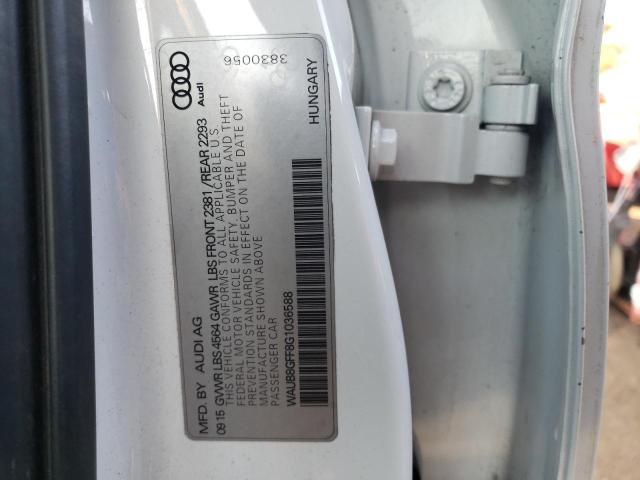 MFD. BY AUDI AG
09 15 GVWR LBS 4564 GAWR LBS FRONT 2381 / REAR 2293
THIS VEHICLE CONFORMS TO ALL APPLICABLE U.S.
FEDERAL MOTOR VEHICLE SAFETY, BUMPER AND THEFT
PREVENTION STANDARDS IN EFFECT ON THE DATE OF
MANUFACTURE SHOWN ABOVE
PASSENGER CAR
WAUB8GFF8G1036588
HUNGARY
Audi
3830056